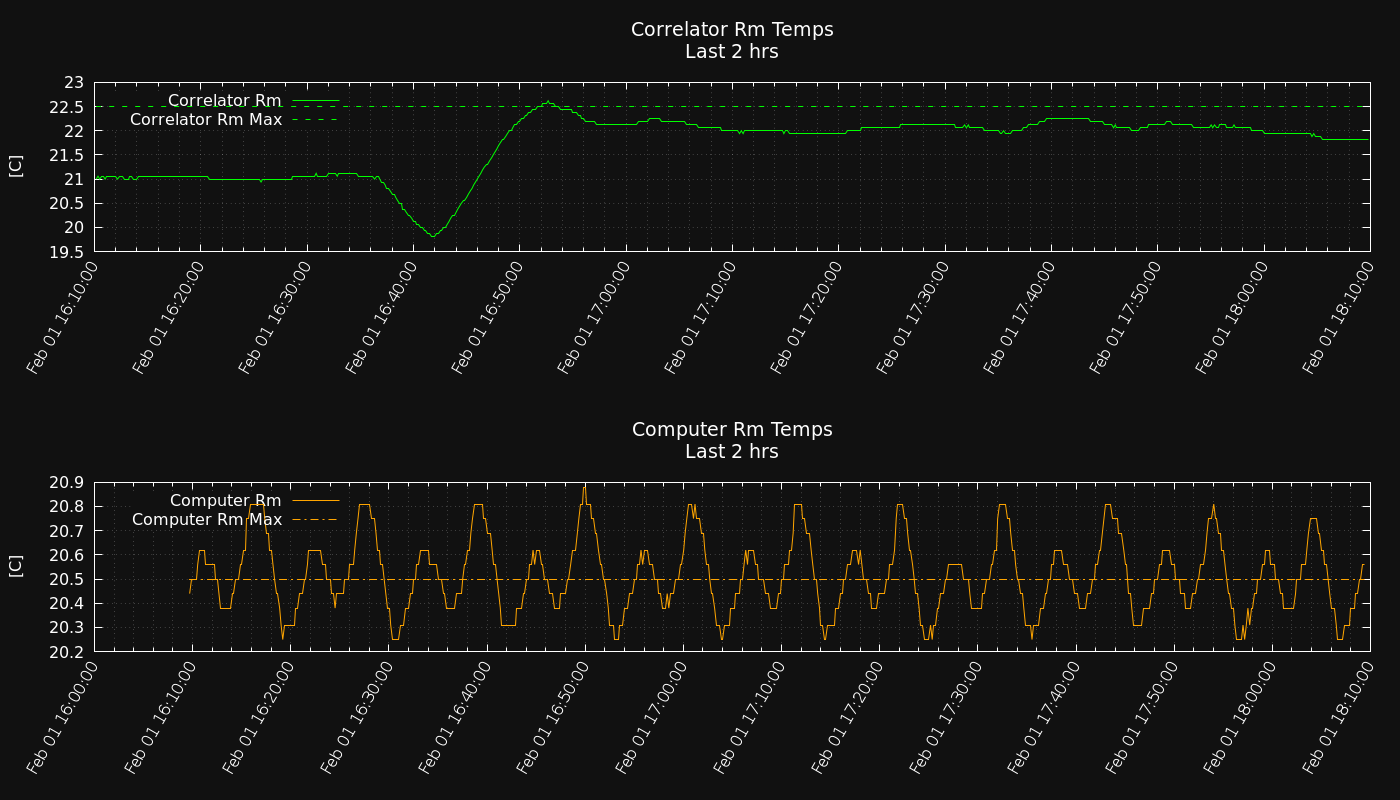 Correlator Rm Temps
Last 2 hrs
23
22.5
22
21.5
21
20.5
20
19.5
[C]
Correlator Rm
Correlator Rm Max
Feb 01 16:10:00
Feb 01 16:20:00
Feb 01 16:30:00
Feb 01 16:40:00
Feb 01 16:50:00
Feb 01 17:00:00
Feb 01 17:10:00
Feb 01 17:20:00
Feb 01 17:30:00
Feb 01 17:40:00
Feb 01 17:50:00
Feb 01 18:00:00
Feb 01 18:10:00
Computer Rm Temps
Last 2 hrs
20.9
20.8
20.7
20.6
20.5
20.4
20.3
20.2
[C]
Computer Rm
Computer Rm Max
Feb 01 16:00:00
Feb 01 16:10:00
Feb 01 16:20:00
Feb 01 16:30:00
Feb 01 16:40:00
Feb 01 16:50:00
Feb 01 17:00:00
Feb 01 17:10:00
Feb 01 17:20:00
Feb 01 17:30:00
Feb 01 17:40:00
Feb 01 17:50:00
Feb 01 18:00:00
Feb 01 18:10:00